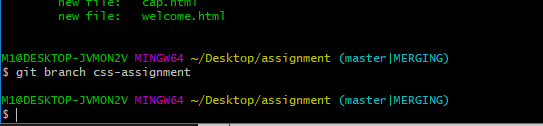 new file:   cap.html
new file:   welcome.html
M1@DESKTOP-JVMON2V MINGW64 ~/Desktop/assignment (master|MERGING)
$ git branch css-assignment
M1@DESKTOP-JVMON2V MINGW64 ~/Desktop/assignment (master|MERGING)
$